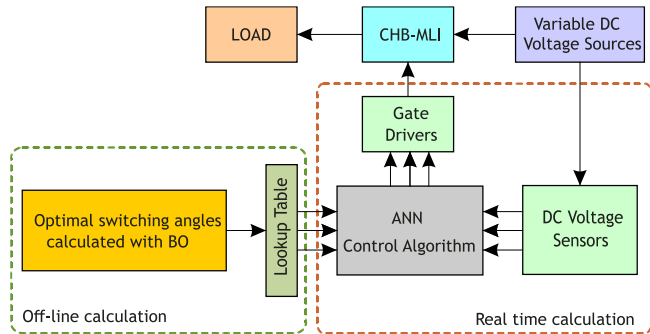 LOAD
CHB-MLI
Variable DC
Voltage Sources
Gate
Drivers
Optimal switching angles
calculated with BO
Lookup Table
ANN
Control Algorithm
DC Voltage
Sensors
Off-line calculation
Real time calculation